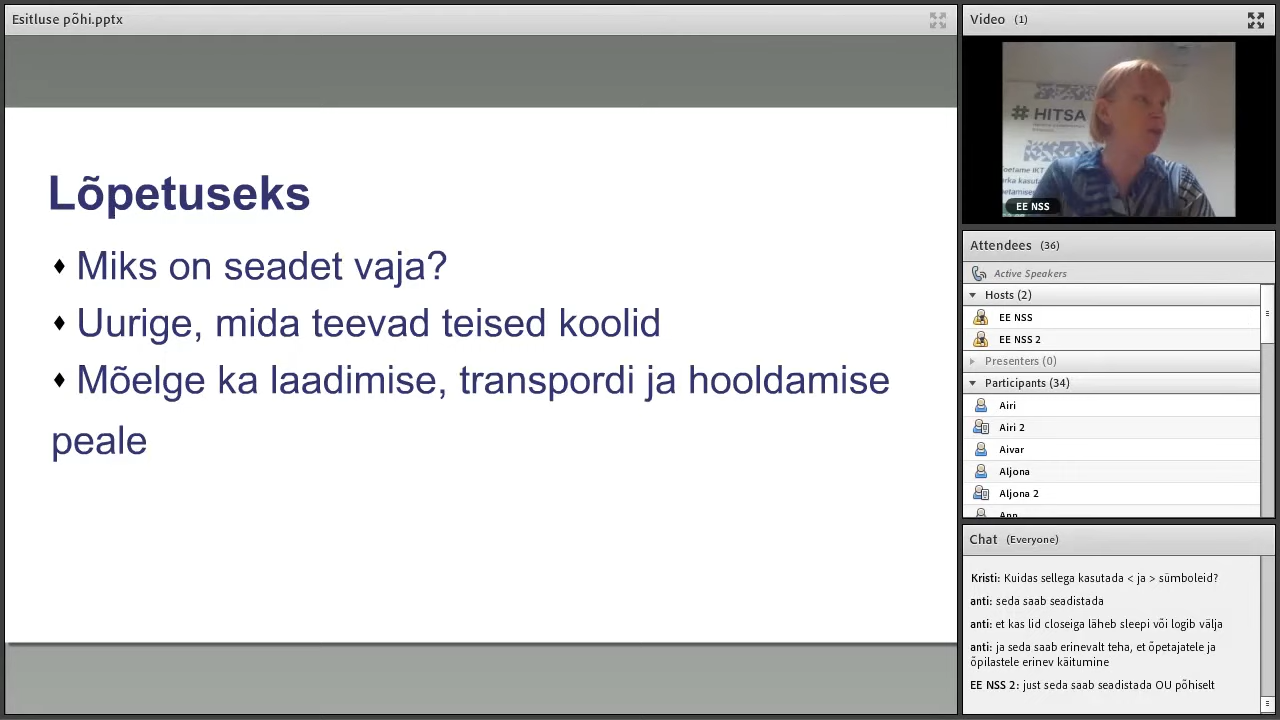 Esitluse põhi.pptx
Lõpetuseks
♦ Miks on seadet vaja?
♦ Uurige, mida teevad teised koolid
♦ Mõelge ka laadimise, transpordi ja hooldamise
peale
Video (1)
# HITSA
EE NSS
Attendees (36)
Active Speakers
Hosts (2)
EE NSS
EE NSS 2
Presenters (0)
Participants (34)
Airi
Airi 2
Aivar
Aljona
Aljona 2
Ann
Chat (Everyone)
Kristi: Kuidas sellega kasutada < ja > sümboleid?
anti: seda saab seadistada
anti: et kas lid closeiga läheb sleepi või logib välja
anti: ja seda saab erinevalt teha, et õpetajatele ja
õpilastele erinev käitumine
EE NSS 2: just seda saab seadistada OU põhiselt